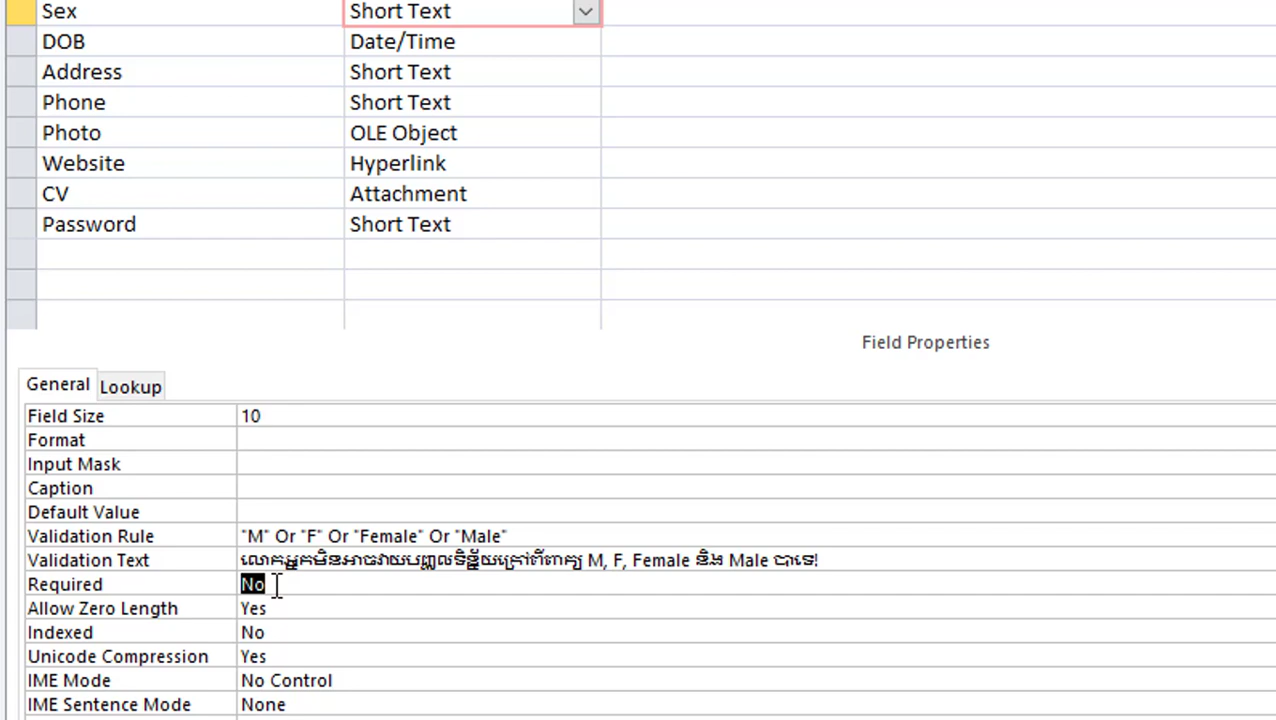 Sex Short Text
DOB Date/Time
Address Short Text
Phone Short Text
Photo OLE Object
Website Hyperlink
CV Attachment
Password Short Text
Field Properties
General Lookup
Field Size 10
Format
Input Mask
Caption
Default Value
Validation Rule "M" Or "F" Or "Female" Or "Male"
Validation Text លោកអ្នកមិនអាចវាយបញ្ចូលទិន្ន័យក្រៅពីពាក្យ M, F, Female និង Male បាទេ!
Required No
Allow Zero Length Yes
Indexed No
Unicode Compression Yes
IME Mode No Control
IME Sentence Mode None